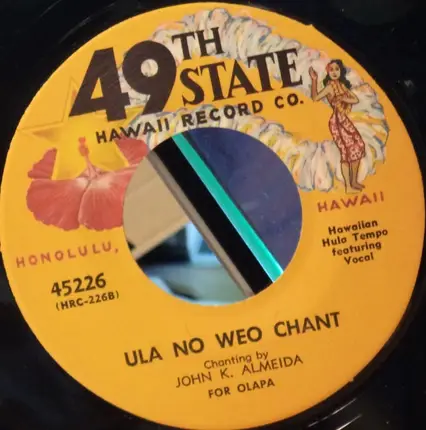 49TH
STATE
HAWAII RECORD CO.
HONOLULU,
HAWAII
Hawaiian
Hula Tempo
featuring
Vocal
45226
(HRC-226B)
ULA NO WEO CHANT
Chanting by
JOHN K. ALMEIDA
FOR OLAPA